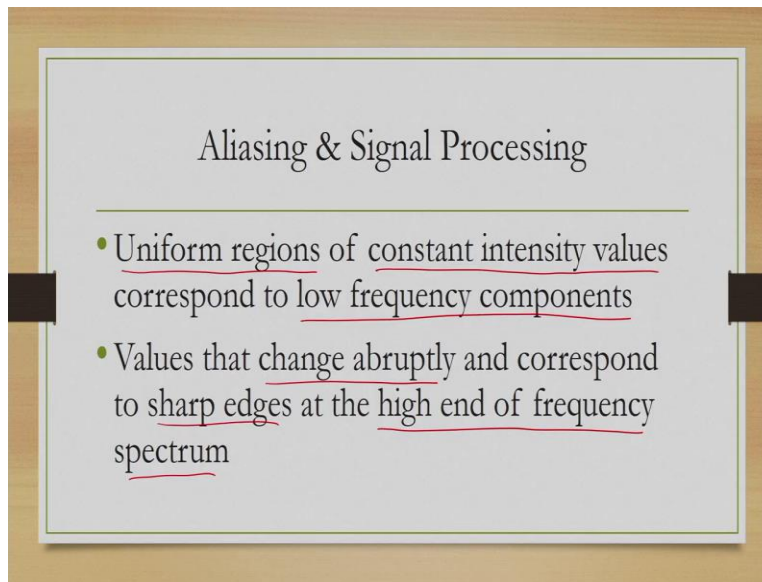 Aliasing & Signal Processing
• Uniform regions of constant intensity values
correspond to low frequency components
• Values that change abruptly and correspond
to sharp edges at the high end of frequency
spectrum